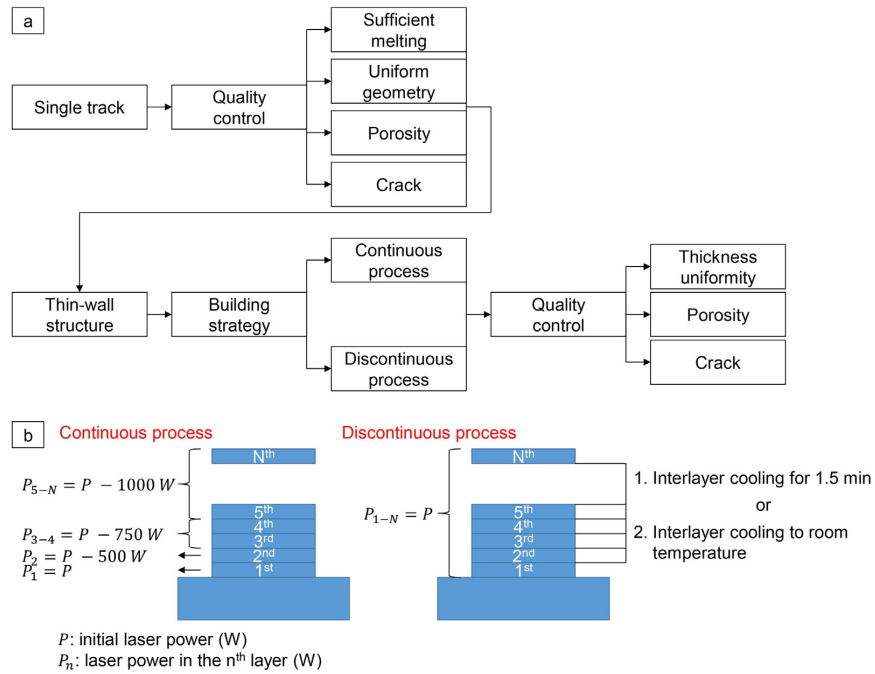 a
Sufficient
melting
Uniform
geometry
Single track
Quality
control
Porosity
Crack
Continuous
process
Thickness
uniformity
Thin-wall
structure
Building
strategy
Quality
control
Porosity
Discontinuous
process
Crack
b
Continuous process
Nᵗʰ
P₅₋N = P − 1000 W
5ᵗʰ
4ᵗʰ
P₃₋₄ = P − 750 W
3ʳᵈ
P₂ = P − 500 W
2ⁿᵈ
P₁ = P
1ˢᵗ
Discontinuous process
Nᵗʰ
P₁₋N = P
5ᵗʰ
4ᵗʰ
3ʳᵈ
2ⁿᵈ
1ˢᵗ
1. Interlayer cooling for 1.5 min
or
2. Interlayer cooling to room
temperature
P: initial laser power (W)
Pₙ: laser power in the nᵗʰ layer (W)